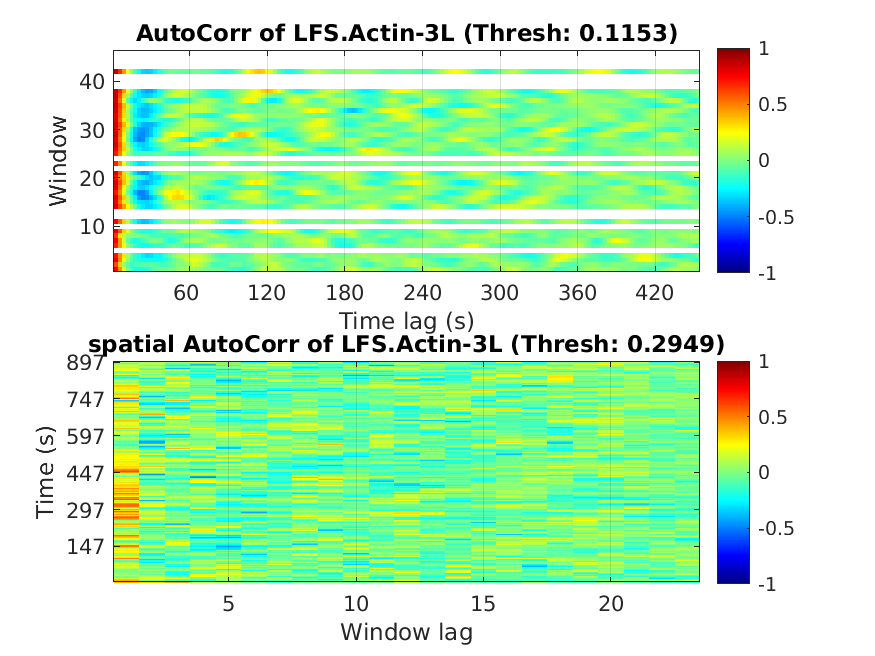 AutoCorr of LFS.Actin-3L (Thresh: 0.1153)
Window
40
30
20
10
60 120 180 240 300 360 420
Time lag (s)
1
0.5
0
-0.5
-1
spatial AutoCorr of LFS.Actin-3L (Thresh: 0.2949)
Time (s)
897
747
597
447
297
147
5 10 15 20
Window lag
1
0.5
0
-0.5
-1